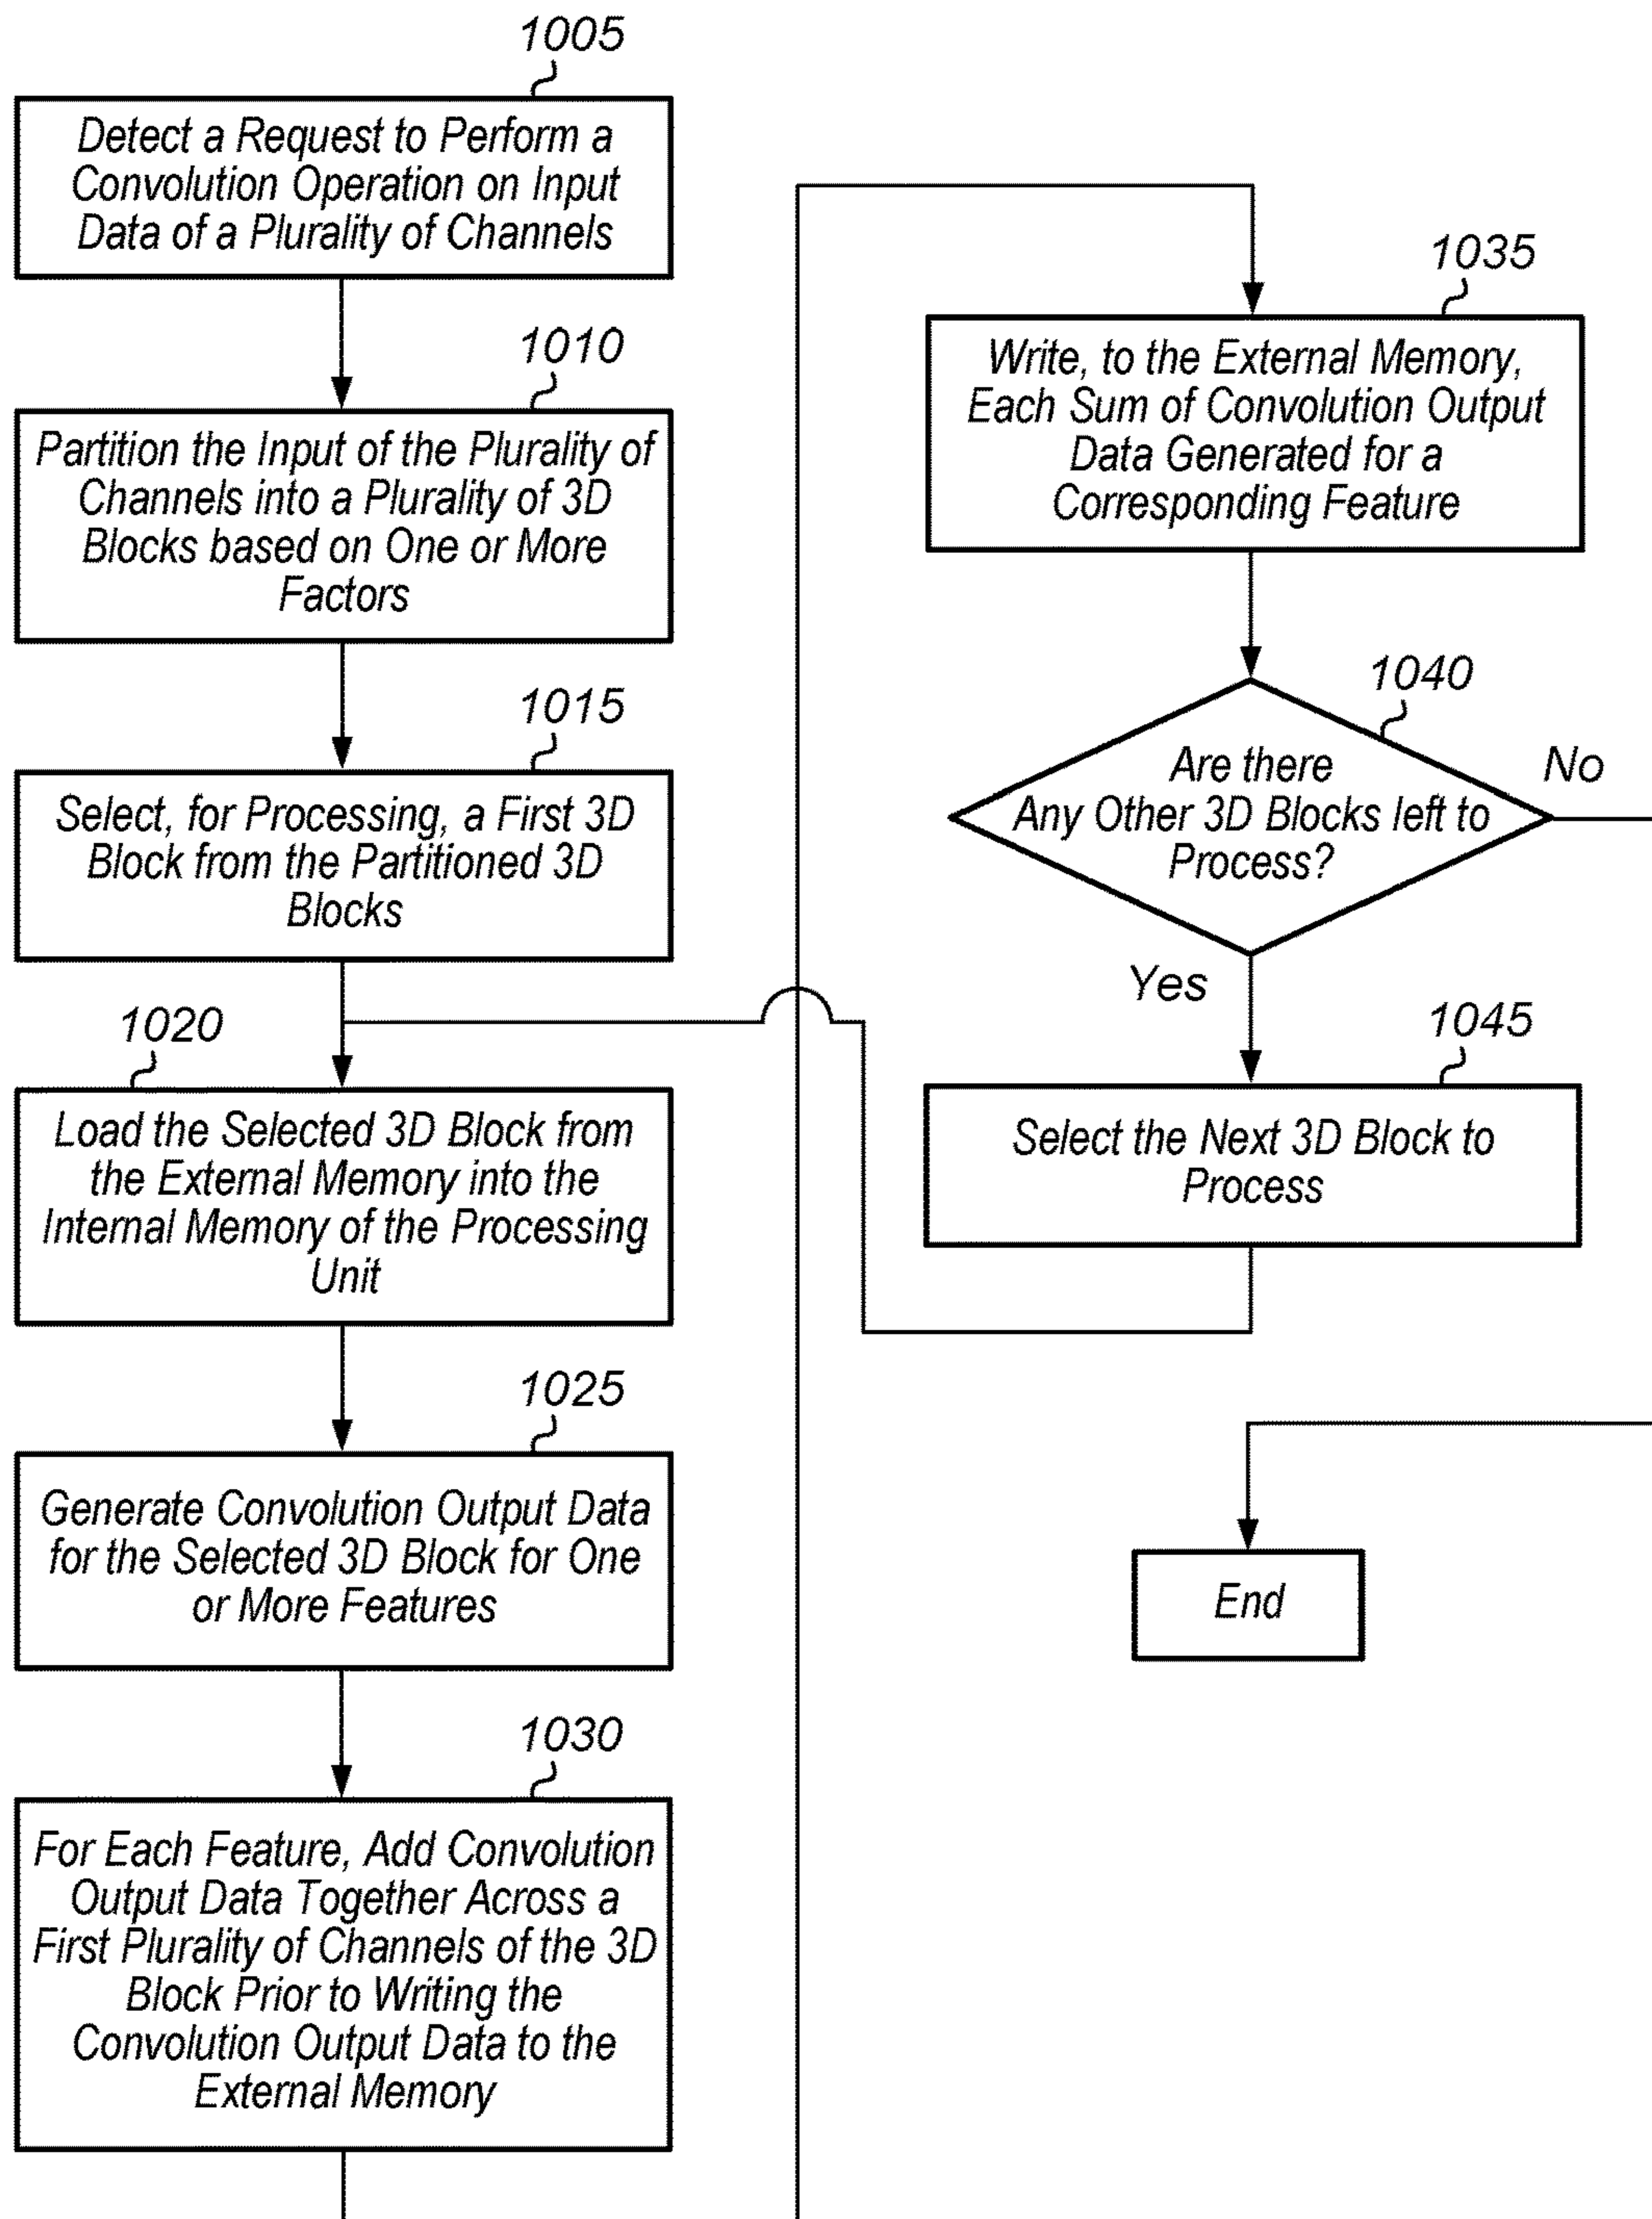 1005
Detect a Request to Perform a
Convolution Operation on Input
Data of a Plurality of Channels
1010
Partition the Input of the Plurality of
Channels into a Plurality of 3D
Blocks based on One or More
Factors
1015
Select, for Processing, a First 3D
Block from the Partitioned 3D
Blocks
1020
Load the Selected 3D Block from
the External Memory into the
Internal Memory of the Processing
Unit
1025
Generate Convolution Output Data
for the Selected 3D Block for One
or More Features
1030
For Each Feature, Add Convolution
Output Data Together Across a
First Plurality of Channels of the 3D
Block Prior to Writing the
Convolution Output Data to the
External Memory
1035
Write, to the External Memory,
Each Sum of Convolution Output
Data Generated for a
Corresponding Feature
1040
Are there
Any Other 3D Blocks left to
Process?
No
Yes
1045
Select the Next 3D Block to
Process
End